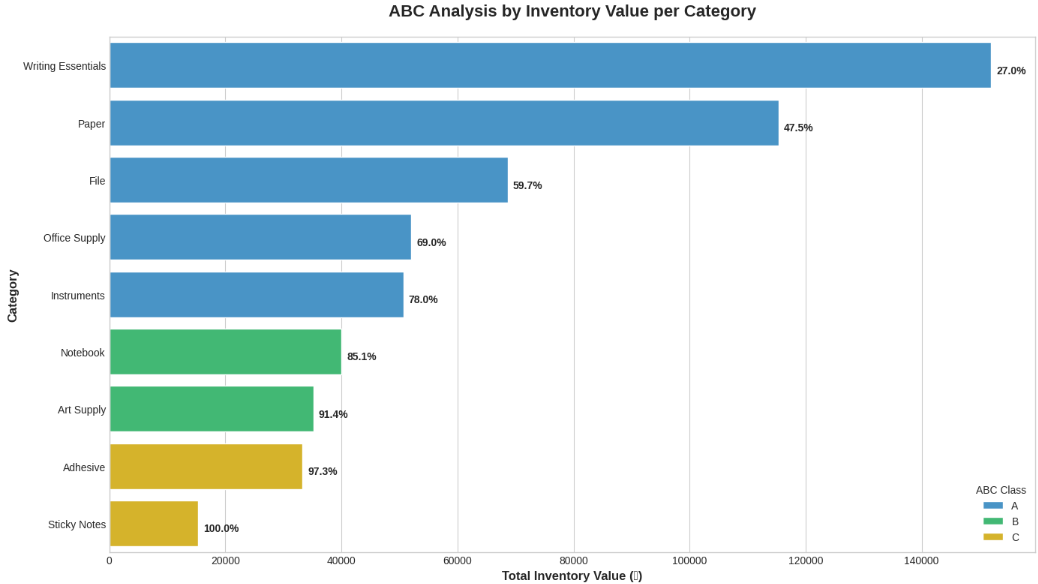 ABC Analysis by Inventory Value per Category
Writing Essentials
27.0%
Paper
47.5%
File
59.7%
Office Supply
69.0%
Instruments
78.0%
Notebook
85.1%
Art Supply
91.4%
Adhesive
97.3%
Sticky Notes
100.0%
Category
ABC Class
A
B
C
0 20000 40000 60000 80000 100000 120000 140000
Total Inventory Value (▯)